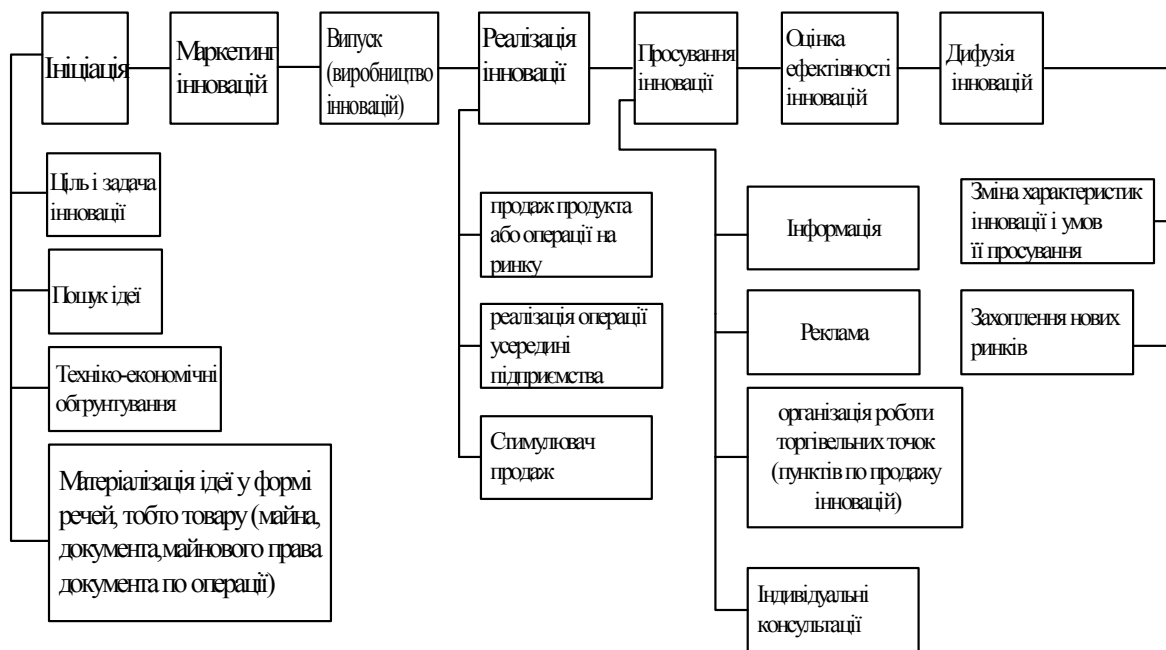 Ініціація
Маркетинг
інновацій
Випуск
(виробництво
інновацій)
Реалізація
інновації
Просування
інновації
Оцінка
ефективності
інновацій
Дифузія
інновацій
Ціль і задача
інновації
Пошук ідеї
Техніко-економічні
обгрунтування
Матеріалізація ідеї у формі
речей, тобто товару (майна,
документа,майнового права
документа по операції)
продаж продукта
або операції на
ринку
реалізація операції
усередині
підприємства
Стимулювач
продаж
Інформація
Реклама
організація роботи
торгівельних точок
(пунктів по продажу
інновацій)
Індивідуальні
консультації
Зміна характеристик
інновації і умов
її просування
Захоплення нових
ринків